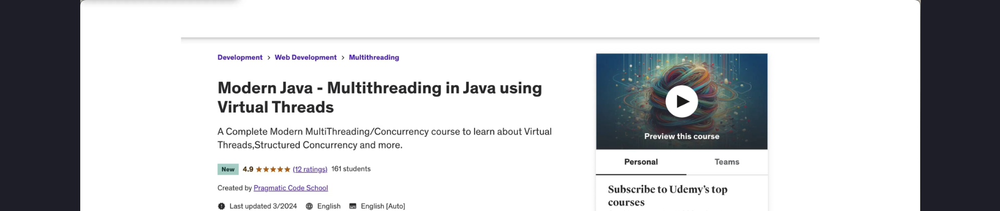 Development > Web Development > Multithreading
Modern Java - Multithreading in Java using
Virtual Threads
A Complete Modern MultiThreading/Concurrency course to learn about Virtual
Threads,Structured Concurrency and more.
New 4.9 ★★★★★ (12 ratings) 161 students
Created by Pragmatic Code School
Last updated 3/2024 English English [Auto]
Preview this course
Personal Teams
Subscribe to Udemy’s top
courses